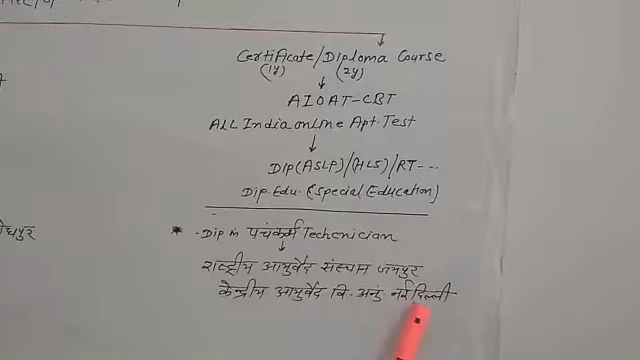 Certificate/Diploma Course
(1y) (2y)
AIOAT-CBT
ALL India online Apt. Test
Dip(ASLP)/(HLS)/RT---
Dip. Edu. (Special Education)
* - Dip in पंचकर्म Techcnician
राष्ट्रीय आयुर्वेद संस्थान जयपुर
केन्द्रीय आयुर्वेद वि. अनुं. नई दिल्ली